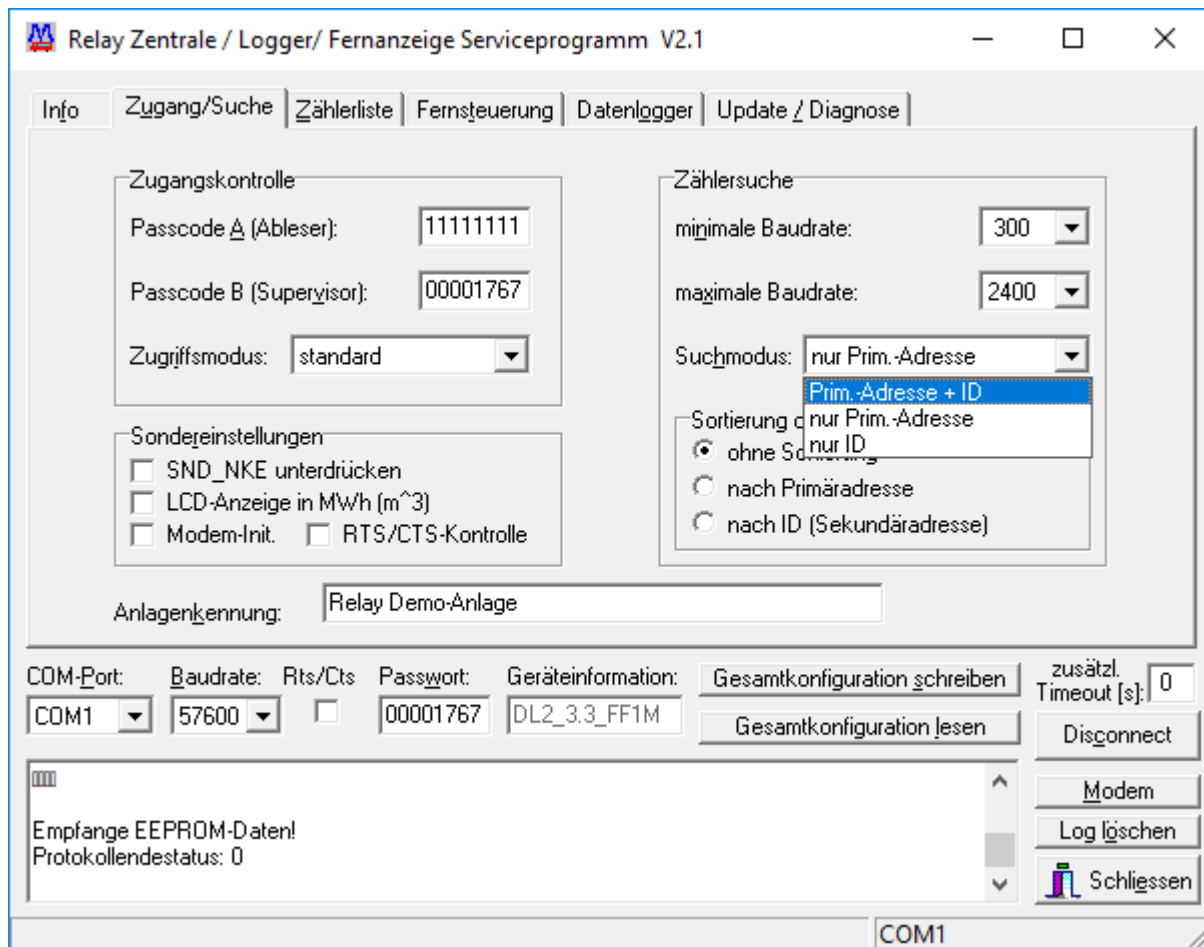 Relay Zentrale / Logger/ Fernanzeige Serviceprogramm V2.1
Info Zugang/Suche Zählerliste Fernsteuerung Datenlogger Update / Diagnose
Zugangskontrolle
Passcode A (Ableser): 11111111
Passcode B (Supervisor): 00001767
Zugriffsmodus: standard
Sondereinstellungen
SND_NKE unterdrücken
LCD-Anzeige in MWh (m^3)
Modem-Init. RTS/CTS-Kontrolle
Zählersuche
minimale Baudrate: 300
maximale Baudrate: 2400
Suchmodus: nur Prim.-Adresse
Prim.-Adresse + ID
nur Prim.-Adresse
nur ID
Sortierung
ohne
nach Primäradresse
nach ID (Sekundäradresse)
Anlagenkennung: Relay Demo-Anlage
COM-Port: Baudrate: Rts/Cts Passwort: Geräteinformation:
COM1 57600 00001767 DL2_3.3_FF1M
Gesamtkonfiguration schreiben
Gesamtkonfiguration lesen
zusätzl.
Timeout [s]: 0
Disconnect
Modem
Log löschen
Schliessen
Empfange EEPROM-Daten!
Protokollendestatus: 0
COM1